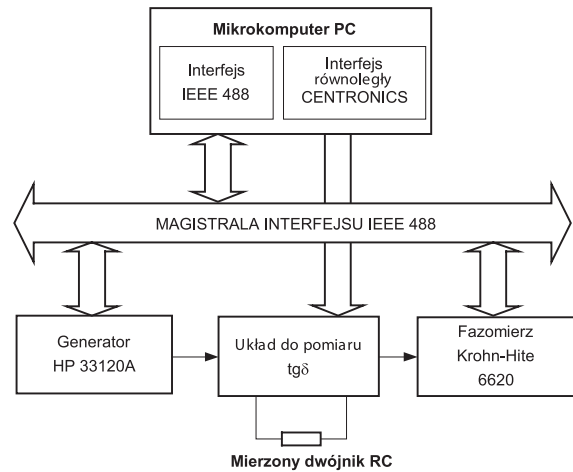 Mikrokomputer PC
Interfejs
IEEE 488
Interfejs
równoległy
CENTRONICS
MAGISTRALA INTERFEJSU IEEE 488
Generator
HP 33120A
Układ do pomiaru
tgδ
Fazomierz
Krohn-Hite
6620
Mierzony dwójnik RC